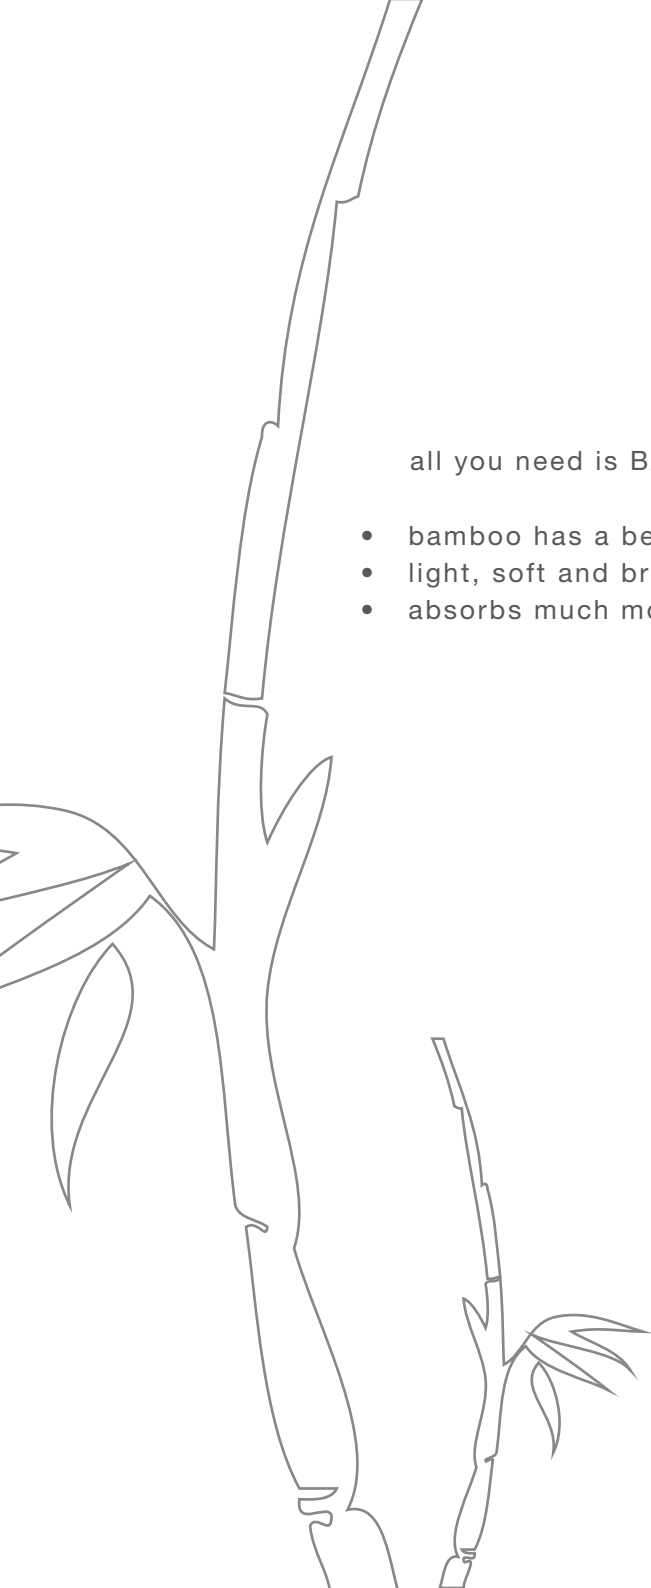 all you need is B
• bamboo has a be
• light, soft and br
• absorbs much mo